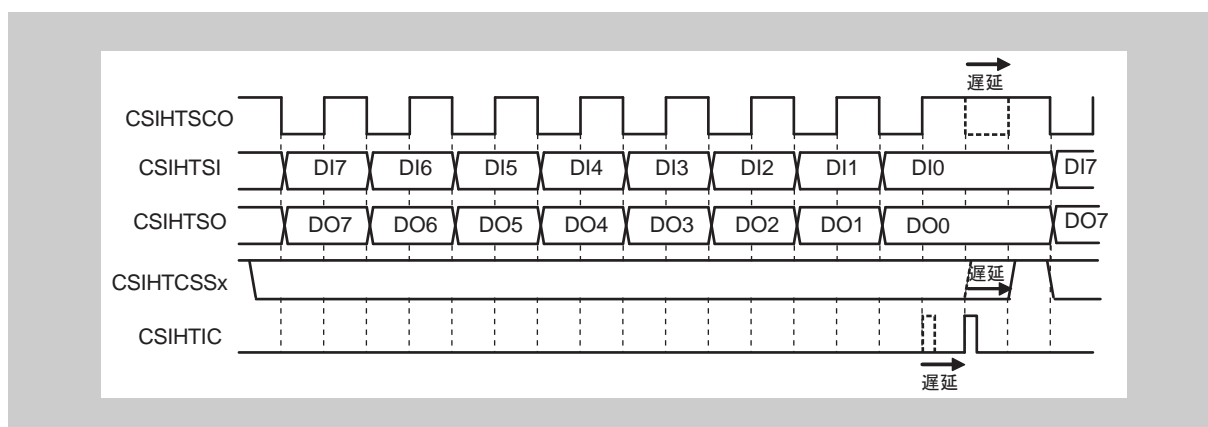 遅延
CSIHTSCO
CSIHTSI DI7 DI6 DI5 DI4 DI3 DI2 DI1 DI0 DI7
CSIHTSO DO7 DO6 DO5 DO4 DO3 DO2 DO1 DO0 DO7
CSIHTCSSx 遅延
CSIHTIC
遅延